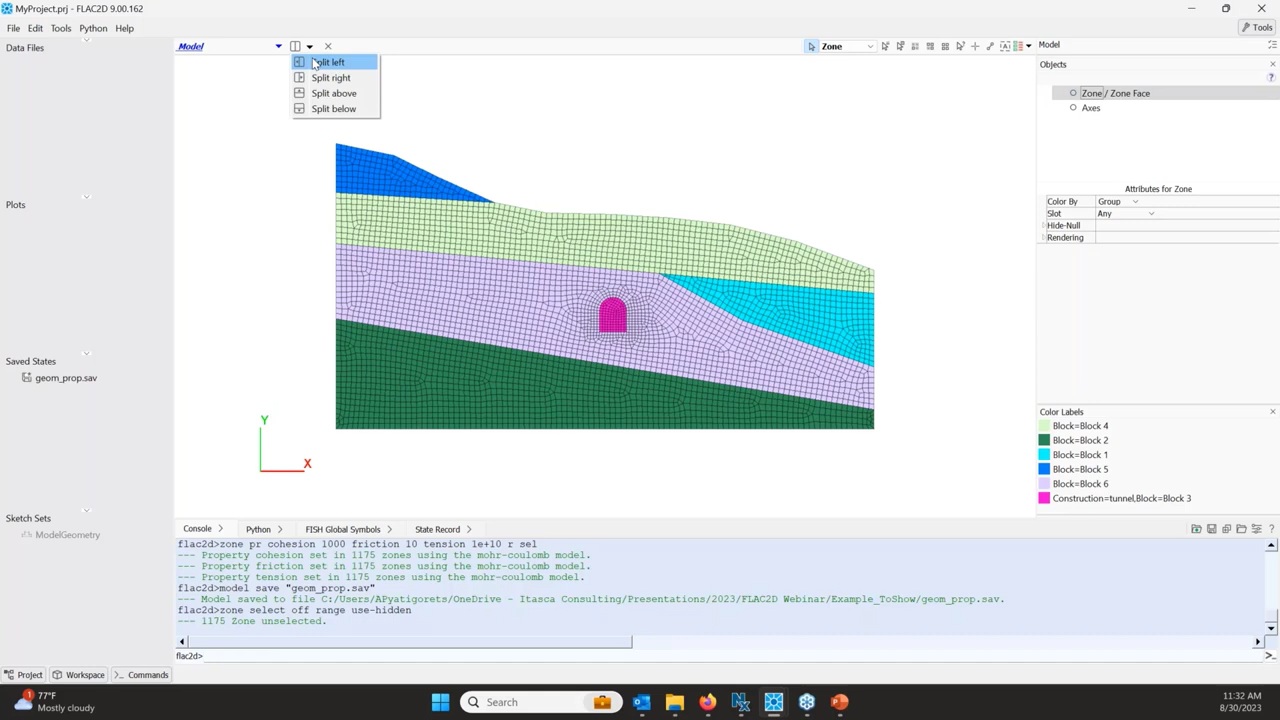 MyProject.prj - FLAC2D 9.00.162
File Edit Tools Python Help
Tools
Data Files
Model
Zone
Model
Split left
Split right
Split above
Split below
Objects
?
Zone / Zone Face
Axes
Attributes for Zone
Color By Group
Slot Any
Hide-Null
Rendering
Plots
Saved States
geom_prop.sav
Sketch Sets
ModelGeometry
Y
X
Color Labels
Block=Block 4
Block=Block 2
Block=Block 1
Block=Block 5
Block=Block 6
Construction=tunnel,Block=Block 3
Console Python FISH Global Symbols State Record
?
flac2d>zone pr cohesion 1000 friction 10 tension 1e+10 r sel
--- Property cohesion set in 1175 zones using the mohr-coulomb model.
--- Property friction set in 1175 zones using the mohr-coulomb model.
--- Property tension set in 1175 zones using the mohr-coulomb model.
flac2d>model save "geom_prop.sav"
--- Model saved to file C:/Users/APyatigorets/OneDrive - Itasca Consulting/Presentations/2023/FLAC2D Webinar/Example_ToShow/geom_prop.sav.
flac2d>zone select off range use-hidden
--- 1175 Zone unselected.
flac2d>
Project Workspace Commands
1
77°F
Mostly cloudy
Search
11:32 AM
8/30/2023